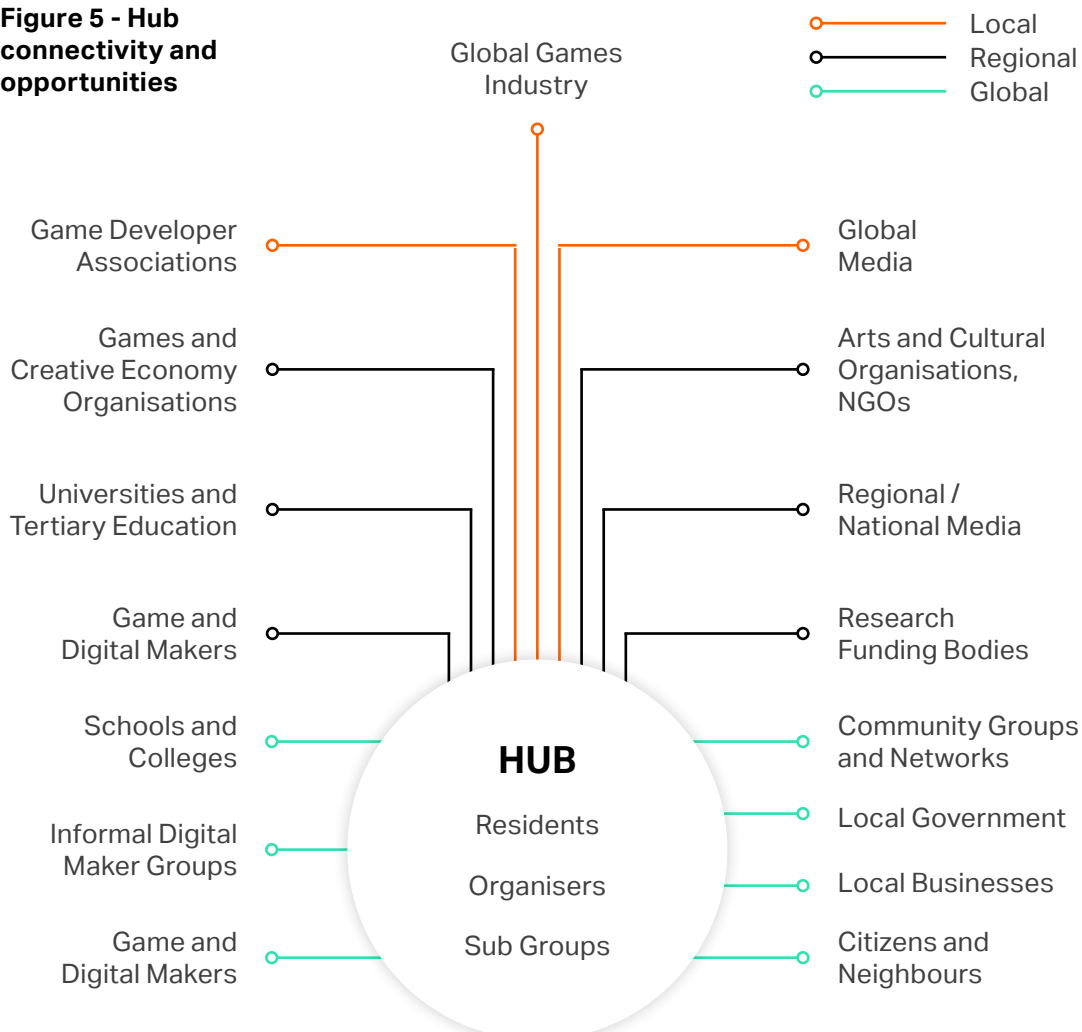 Figure 5 - Hub
connectivity and
opportunities
Local
Regional
Global
Global Games
Industry
Game Developer
Associations
Global
Media
Games and
Creative Economy
Organisations
Arts and Cultural
Organisations,
NGOs
Universities and
Tertiary Education
Regional /
National Media
Game and
Digital Makers
Research
Funding Bodies
Schools and
Colleges
Community Groups
and Networks
Informal Digital
Maker Groups
Local Government
Local Businesses
Game and
Digital Makers
Citizens and
Neighbours
HUB
Residents
Organisers
Sub Groups